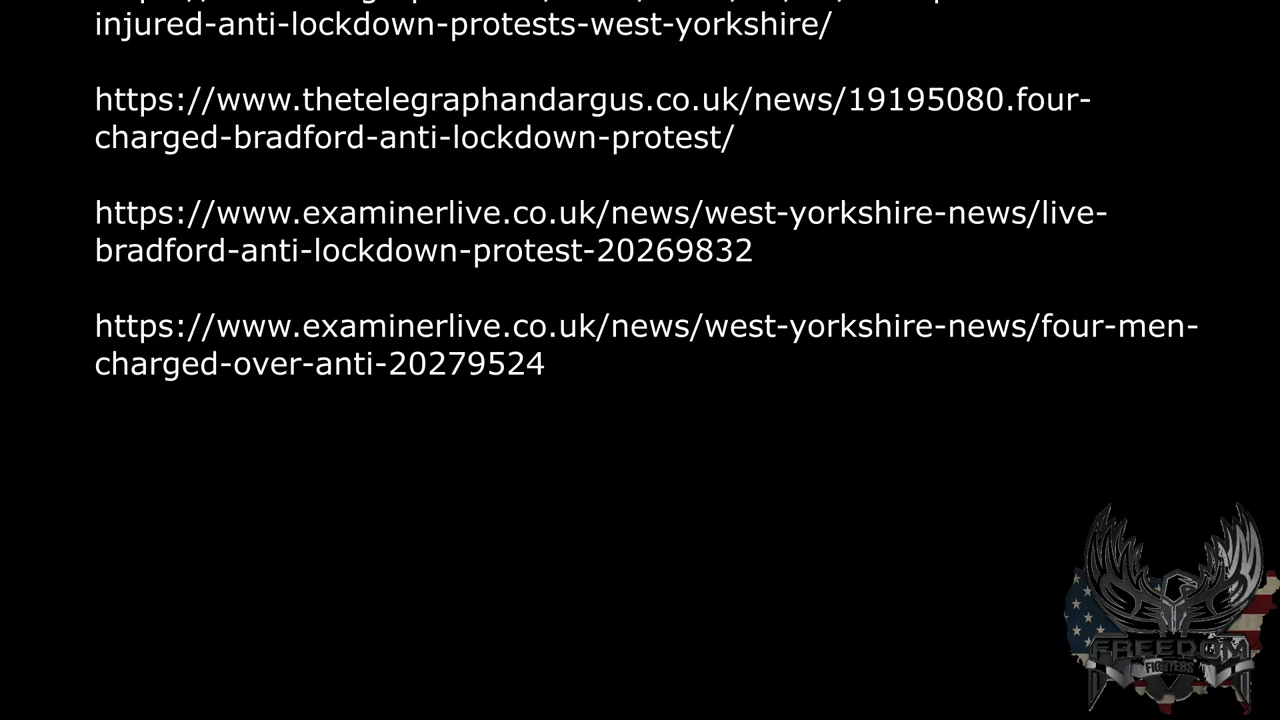 injured-anti-lockdown-protests-west-yorkshire/
https://www.thetelegraphandargus.co.uk/news/19195080.four-
charged-bradford-anti-lockdown-protest/
https://www.examinerlive.co.uk/news/west-yorkshire-news/live-
bradford-anti-lockdown-protest-20269832
https://www.examinerlive.co.uk/news/west-yorkshire-news/four-men-
charged-over-anti-20279524
FREEDOM
FIGHTERS